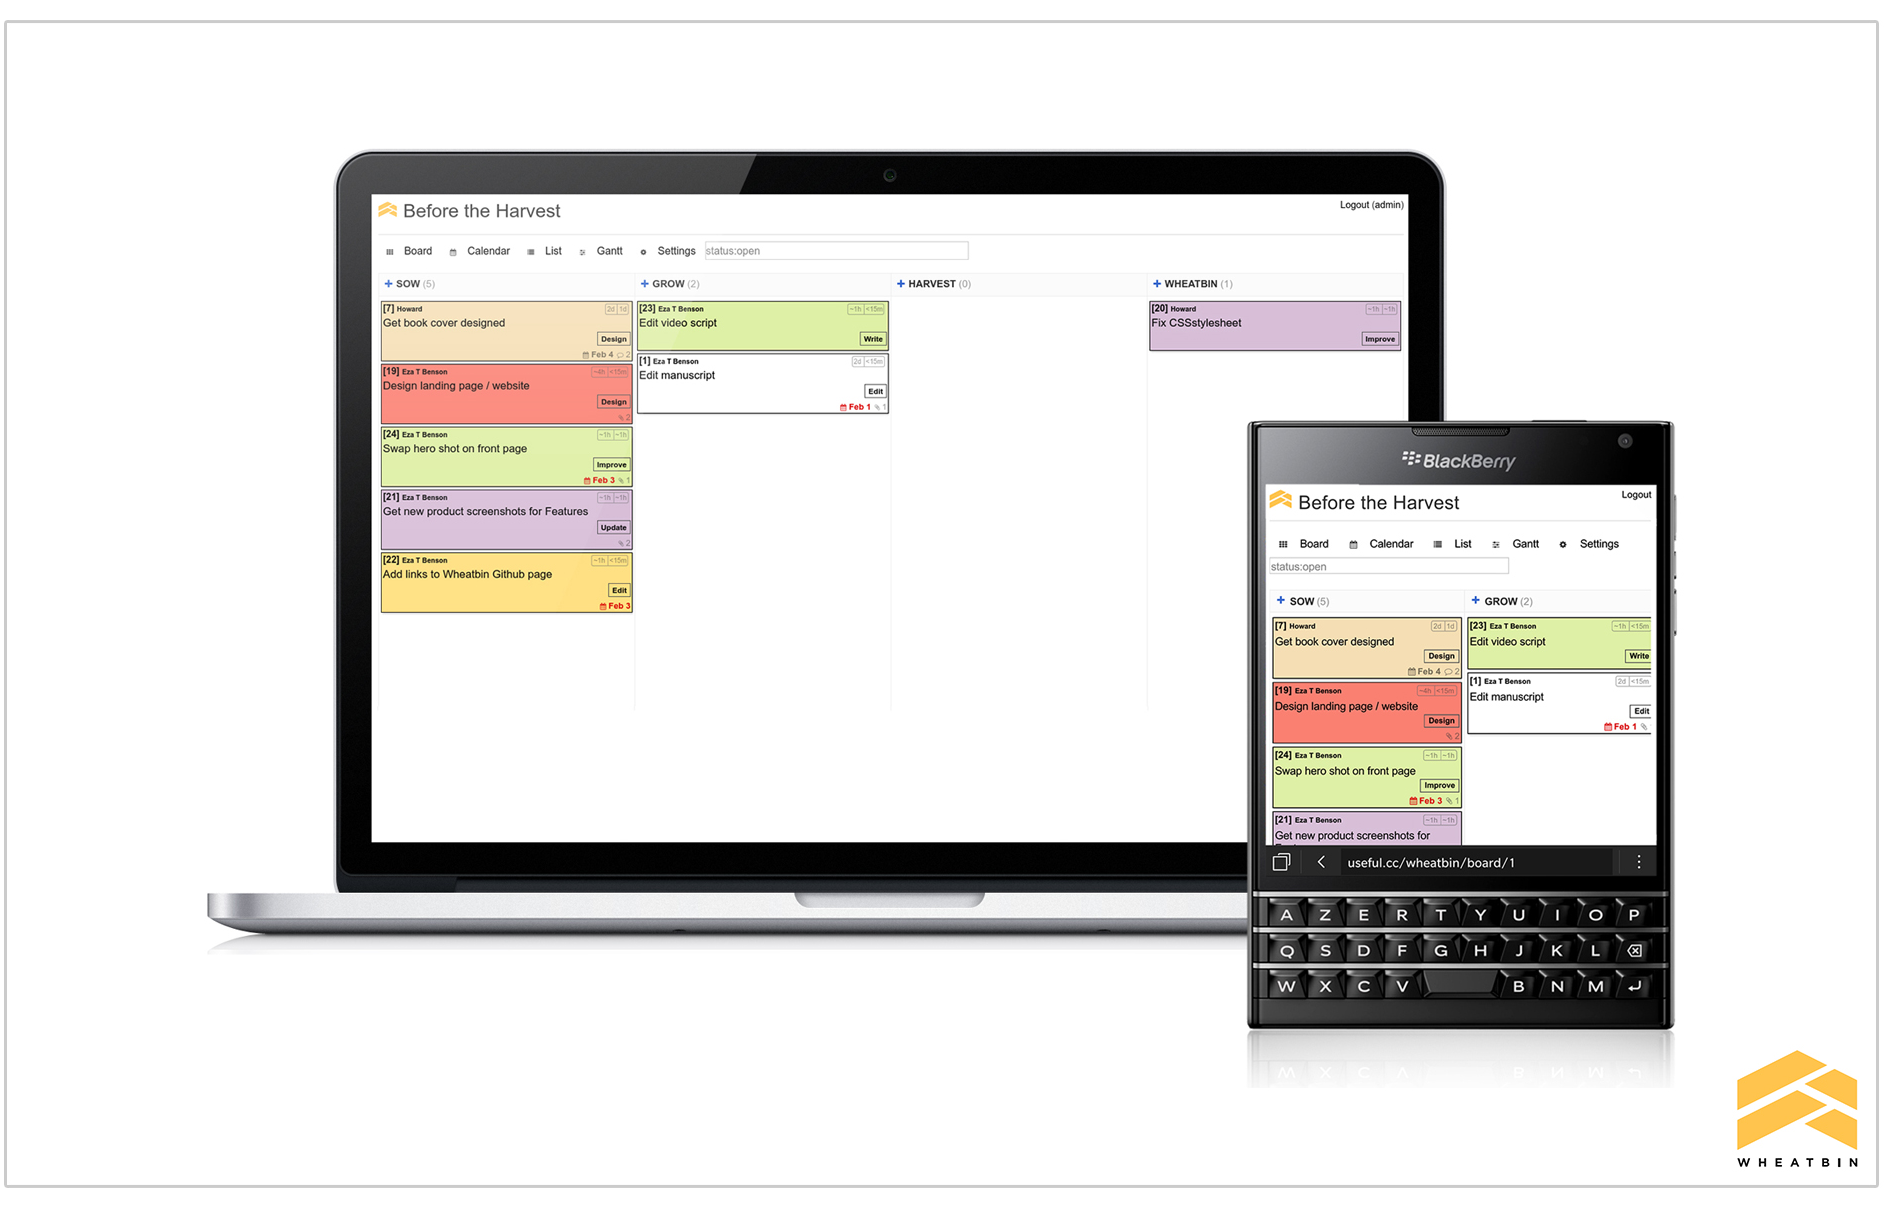 Before the Harvest
Logout (admin)
Board Calendar List Gantt Settings status:open
+ SOW (5)
+ GROW (2)
+ HARVEST (0)
+ WHEATBIN (1)
[7] Howard 2d 1d
Get book cover designed
Design
Feb 4 2
[19] Eza T Benson ~4h <15m
Design landing page / website
Design
2
[24] Eza T Benson ~1h ~1h
Swap hero shot on front page
Improve
Feb 3 1
[21] Eza T Benson ~1h ~1h
Get new product screenshots for Features
Update
2
[22] Eza T Benson ~1h <15m
Add links to Wheatbin Github page
Edit
Feb 3
[23] Eza T Benson ~1h <15m
Edit video script
Write
[1] Eza T Benson 2d <15m
Edit manuscript
Edit
Feb 1 1
[20] Howard ~1h ~1h
Fix CSSstylesheet
Improve
BlackBerry
Before the Harvest
Logout
Board Calendar List Gantt Settings
status:open
+ SOW (5)
+ GROW (2)
[7] Howard 2d 1d
Get book cover designed
Design
Feb 4 2
[19] Eza T Benson ~4h <15m
Design landing page / website
Design
2
[24] Eza T Benson ~1h ~1h
Swap hero shot on front page
Improve
Feb 3 1
[21] Eza T Benson ~1h ~1h
Get new product screenshots for
[23] Eza T Benson ~1h <15m
Edit video script
Write
[1] Eza T Benson 2d <15m
Edit manuscript
Edit
Feb 1
useful.cc/wheatbin/board/1
A Z E R T Y U I O P
Q S D F G H J K L
W X C V B N M
WHEATBIN